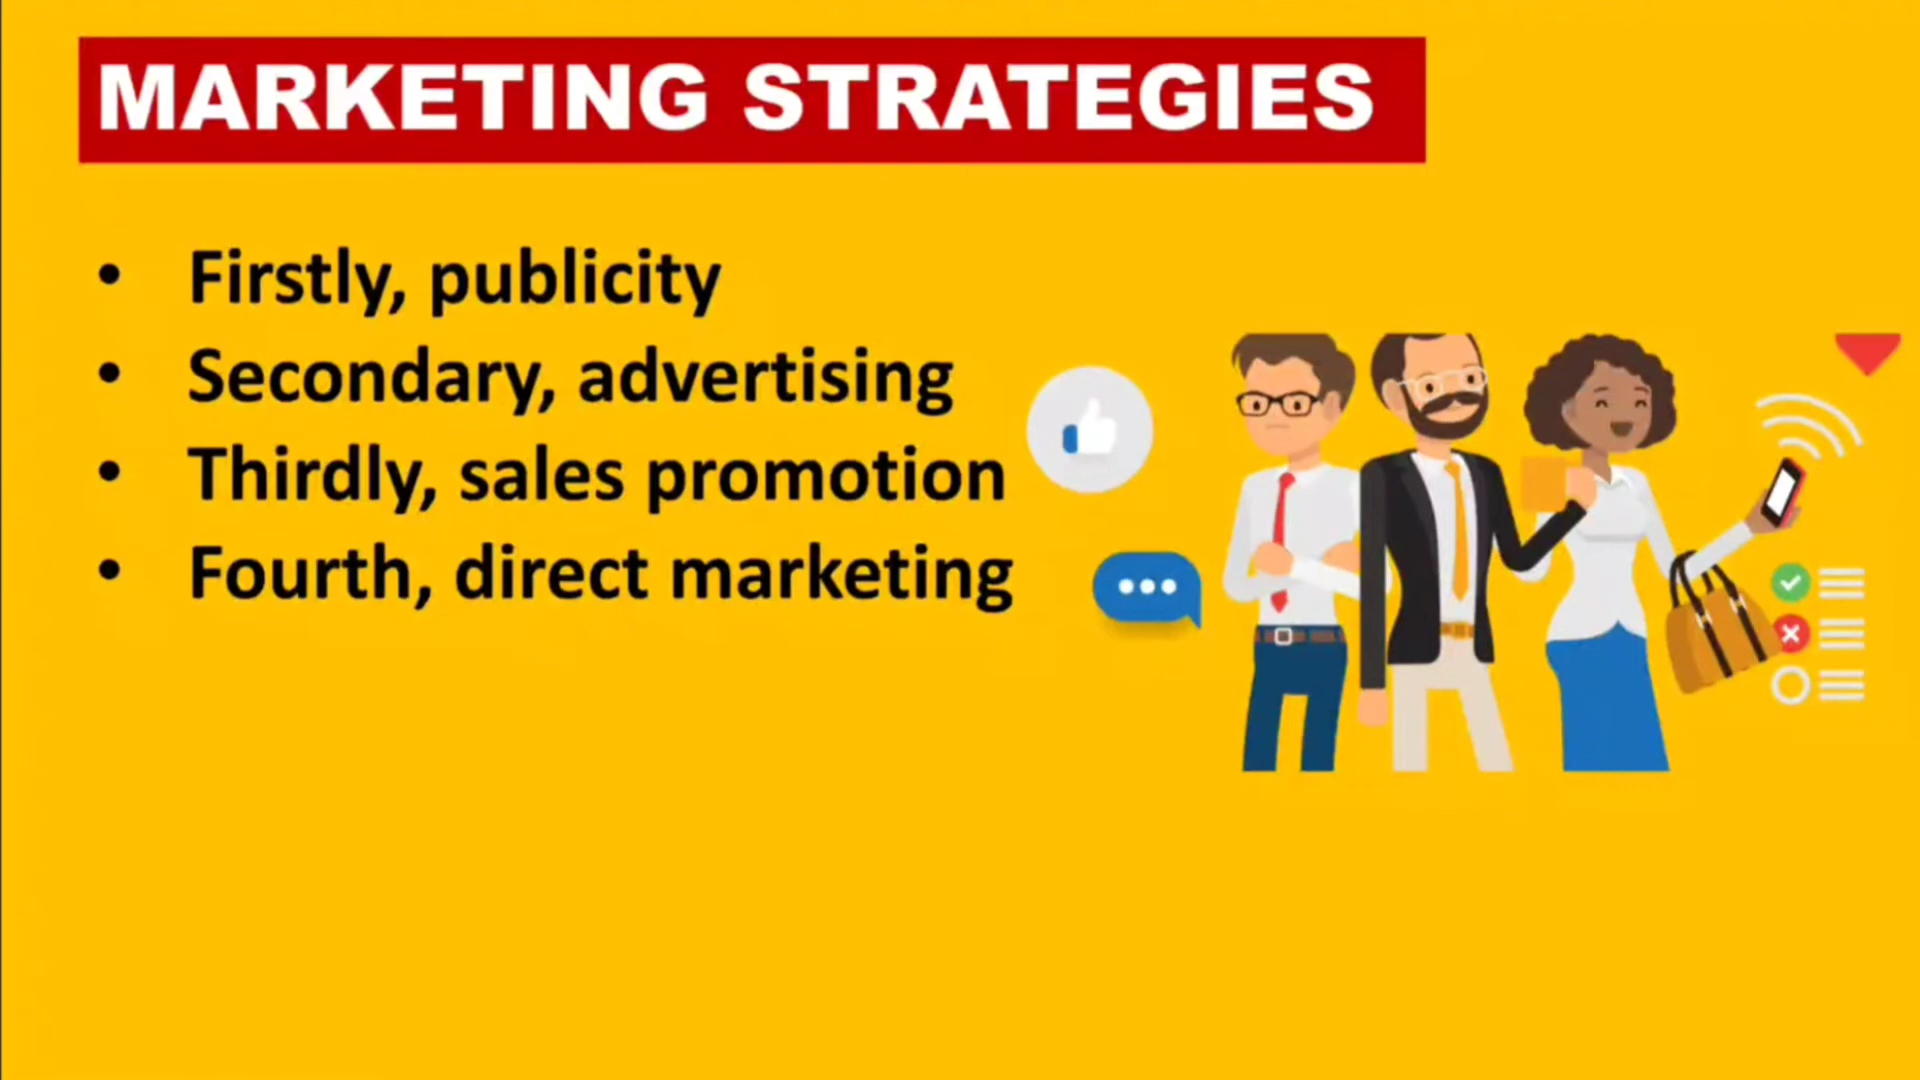 MARKETING STRATEGIES
• Firstly, publicity
• Secondary, advertising
• Thirdly, sales promotion
• Fourth, direct marketing